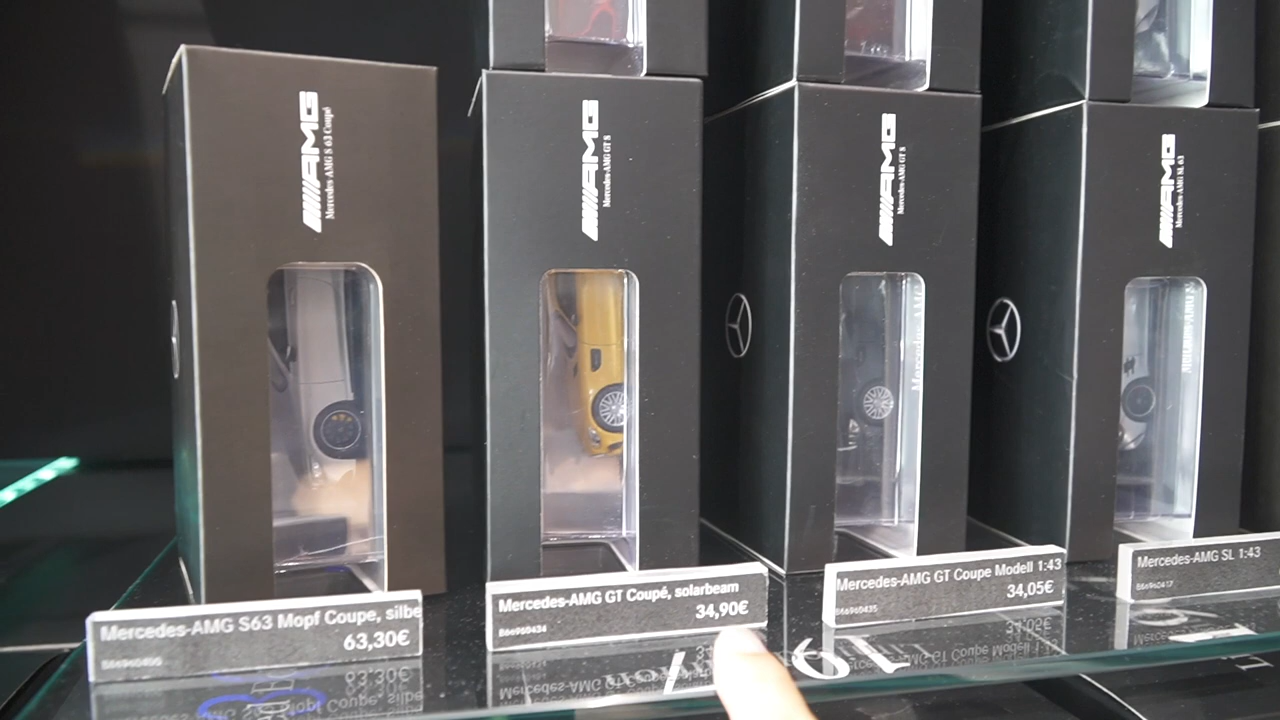 AMG
Mercedes-AMG S 63 Coupé
AMG
Mercedes-AMG GT S
AMG
Mercedes-AMG GT S
AMG
Mercedes-AMG SL 63
Mercedes-AMG S63 Mopf Coupe, silbe
63,30€
Mercedes-AMG GT Coupé, solarbeam
34,90€
B66960434
Mercedes-AMG GT Coupe Modell 1:43
34,05€
B66960435
Mercedes-AMG SL 1:43
B66960417